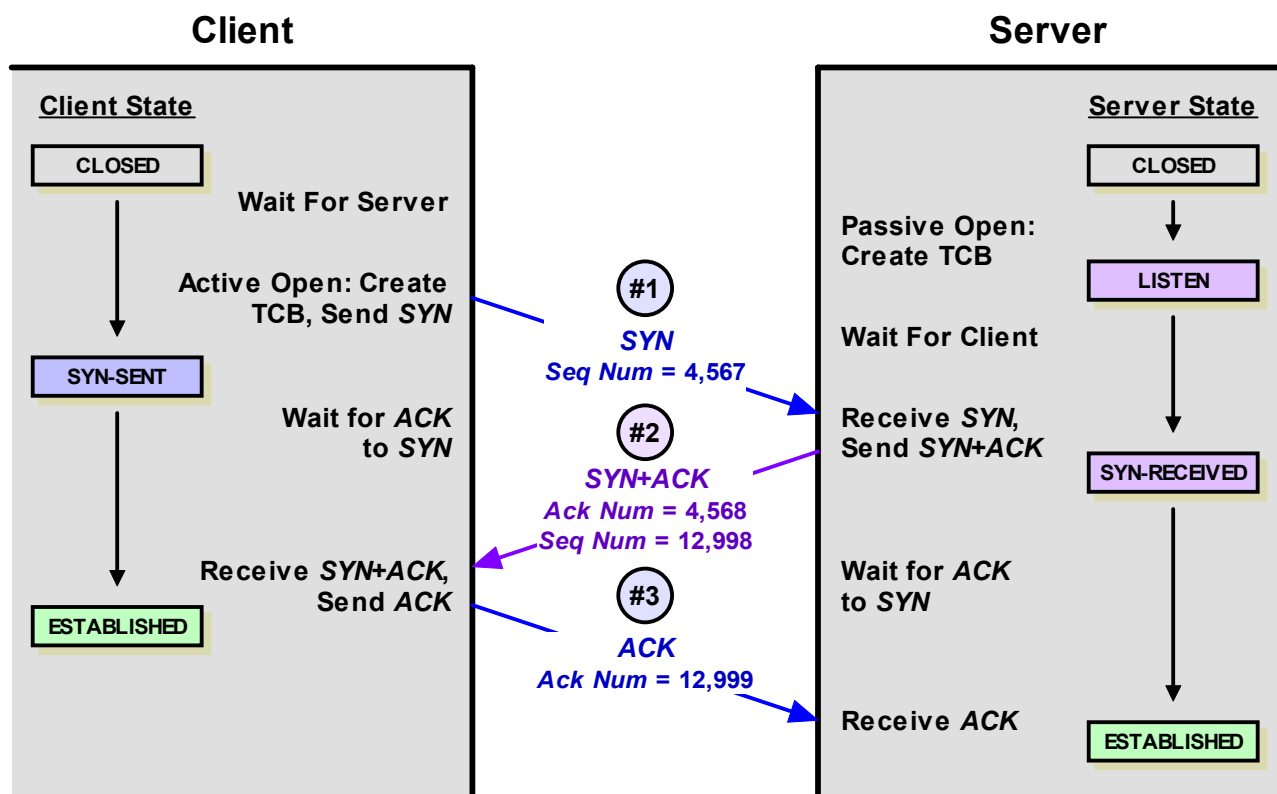 Client
Server
Client State
Server State
CLOSED
CLOSED
Wait For Server
Passive Open:
Create TCB
Active Open: Create
TCB, Send SYN
#1
LISTEN
SYN
Seq Num = 4,567
Wait For Client
SYN-SENT
Wait for ACK
to SYN
#2
Receive SYN,
Send SYN+ACK
SYN+ACK
Ack Num = 4,568
Seq Num = 12,998
SYN-RECEIVED
Receive SYN+ACK,
Send ACK
#3
Wait for ACK
to SYN
ESTABLISHED
ACK
Ack Num = 12,999
Receive ACK
ESTABLISHED